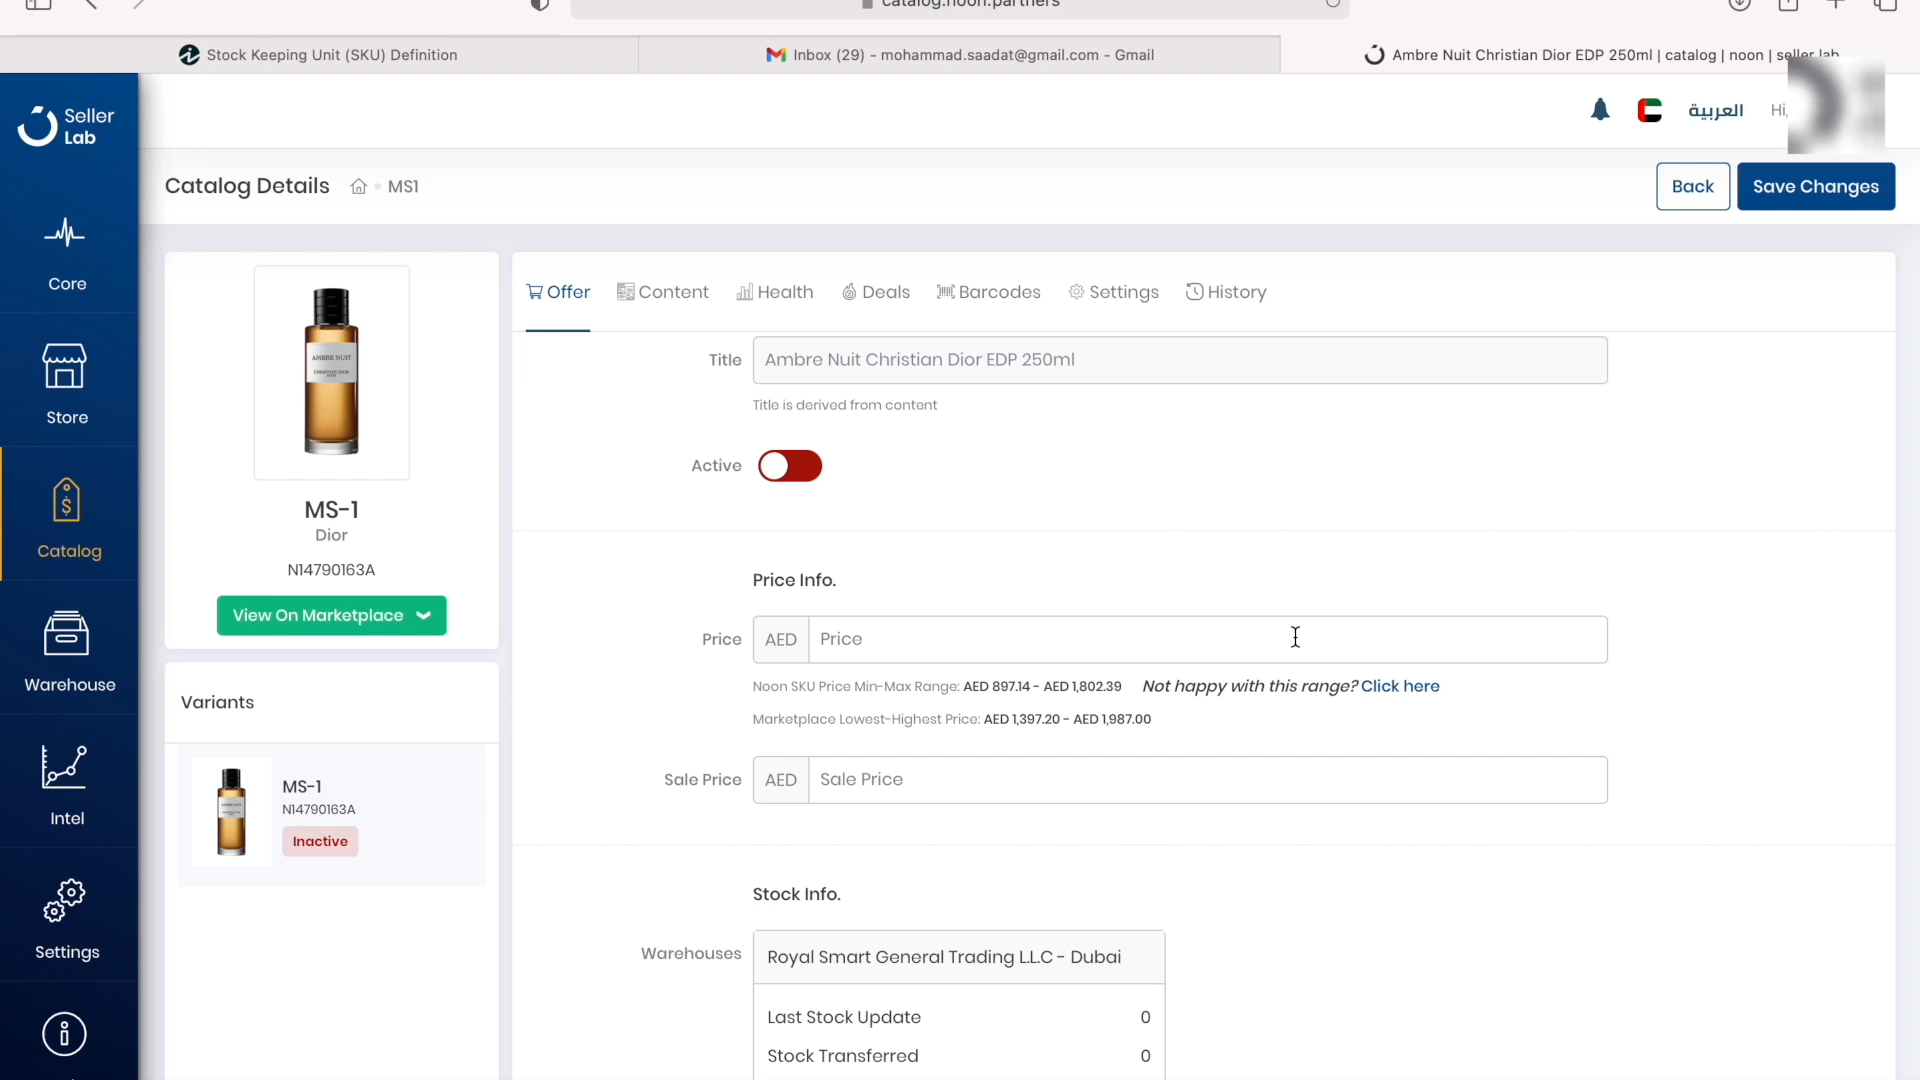 catalog.noon.partners
Stock Keeping Unit (SKU) Definition
Inbox (29) - mohammad.saadat@gmail.com - Gmail
Ambre Nuit Christian Dior EDP 250ml | catalog | noon | seller lab
Seller
Lab
العربية
Hi,
Catalog Details
MS1
Back
Save Changes
Core
Store
Catalog
Warehouse
Intel
Settings
AMBRE NUIT
CHRISTIAN DIOR
MS-1
Dior
N14790163A
View On Marketplace
Variants
MS-1
N14790163A
Inactive
Offer
Content
Health
Deals
Barcodes
Settings
History
Title
Ambre Nuit Christian Dior EDP 250ml
Title is derived from content
Active
Price Info.
Price
AED
Price
Noon SKU Price Min-Max Range: AED 897.14 - AED 1,802.39 Not happy with this range? Click here
Marketplace Lowest-Highest Price: AED 1,397.20 - AED 1,987.00
Sale Price
AED
Sale Price
Stock Info.
Warehouses
Royal Smart General Trading L.L.C - Dubai
Last Stock Update 0
Stock Transferred 0